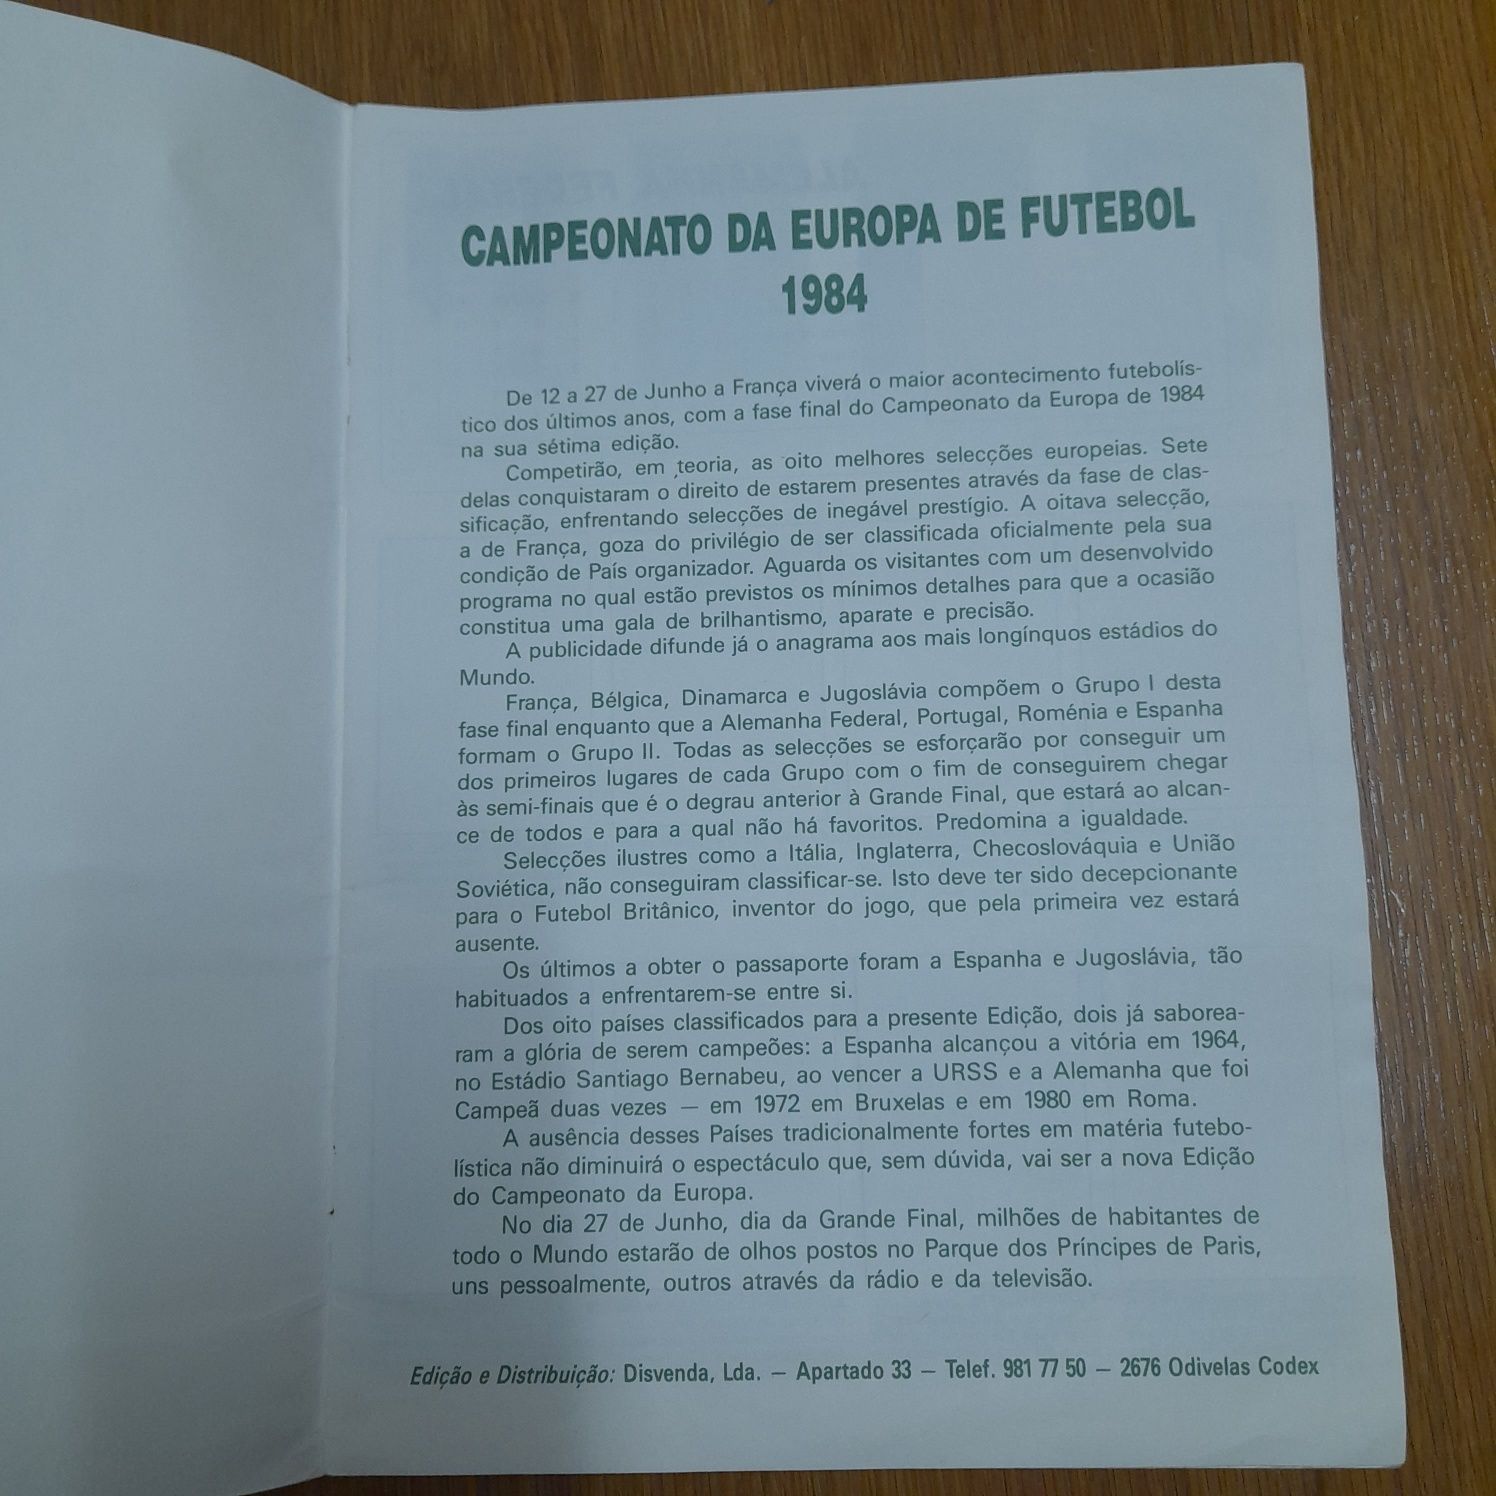 CAMPEONATO DA EUROPA DE FUTEBOL
1984
De 12 a 27 de Junho a França viverá o maior acontecimento futebolís-
tico dos últimos anos, com a fase final do Campeonato da Europa de 1984
na sua sétima edição.
Competirão, em teoria, as oito melhores selecções europeias. Sete
delas conquistaram o direito de estarem presentes através da fase de clas-
sificação, enfrentando selecções de inegável prestígio. A oitava selecção,
a de França, goza do privilégio de ser classificada oficialmente pela sua
condição de País organizador. Aguarda os visitantes com um desenvolvido
programa no qual estão previstos os mínimos detalhes para que a ocasião
constitua uma gala de brilhantismo, aparate e precisão.
A publicidade difunde já o anagrama aos mais longínquos estádios do
Mundo.
França, Bélgica, Dinamarca e Jugoslávia compõem o Grupo I desta
fase final enquanto que a Alemanha Federal, Portugal, Roménia e Espanha
formam o Grupo II. Todas as selecções se esforçarão por conseguir um
dos primeiros lugares de cada Grupo com o fim de conseguirem chegar
às semi-finais que é o degrau anterior à Grande Final, que estará ao alcan-
ce de todos e para a qual não há favoritos. Predomina a igualdade.
Selecções ilustres como a Itália, Inglaterra, Checoslováquia e União
Soviética, não conseguiram classificar-se. Isto deve ter sido decepcionante
para o Futebol Britânico, inventor do jogo, que pela primeira vez estará
ausente.
Os últimos a obter o passaporte foram a Espanha e Jugoslávia, tão
habituados a enfrentarem-se entre si.
Dos oito países classificados para a presente Edição, dois já saborea-
ram a glória de serem campeões: a Espanha alcançou a vitória em 1964,
no Estádio Santiago Bernabeu, ao vencer a URSS e a Alemanha que foi
Campeã duas vezes — em 1972 em Bruxelas e em 1980 em Roma.
A ausência desses Países tradicionalmente fortes em matéria futebo-
lística não diminuirá o espectáculo que, sem dúvida, vai ser a nova Edição
do Campeonato da Europa.
No dia 27 de Junho, dia da Grande Final, milhões de habitantes de
todo o Mundo estarão de olhos postos no Parque dos Príncipes de Paris,
uns pessoalmente, outros através da rádio e da televisão.
Edição e Distribuição: Disvenda, Lda. — Apartado 33 — Telef. 981 77 50 — 2676 Odivelas Codex